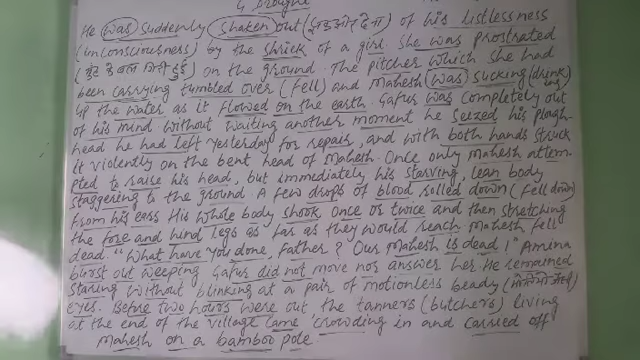 He was suddenly shaken out of his listlessness
(inconsciousness) by the shriek of a girl. She was prostrated
on the ground. The pitcher which she had
been carrying tumbled over (fell) and Mahesh was sucking (drinking)
up the water as it flowed on the earth. Gafur was completely out
of his mind without waiting another moment he seized his plough-
head he had left yesterday for repair, and with both hands struck
it violently on the bent head of Mahesh. Once only Mahesh attem-
pted to raise his head, but immediately his starving, lean body
staggering to the ground. A few drops of blood rolled down (fell down)
from his ears His whole body shook once or twice and then stretching
the fore and hind legs as far as they would reach Mahesh fell
dead. "What have you done, Father? Our Mahesh is dead!" Amina
burst out weeping Gafur did not move nor answer her. He remained
staring without blinking at a pair of motionless beady
eyes. Before two hours were out the tanners (butchers) living
at the end of the village came crowding in and carried off
Mahesh on a bamboo pole.